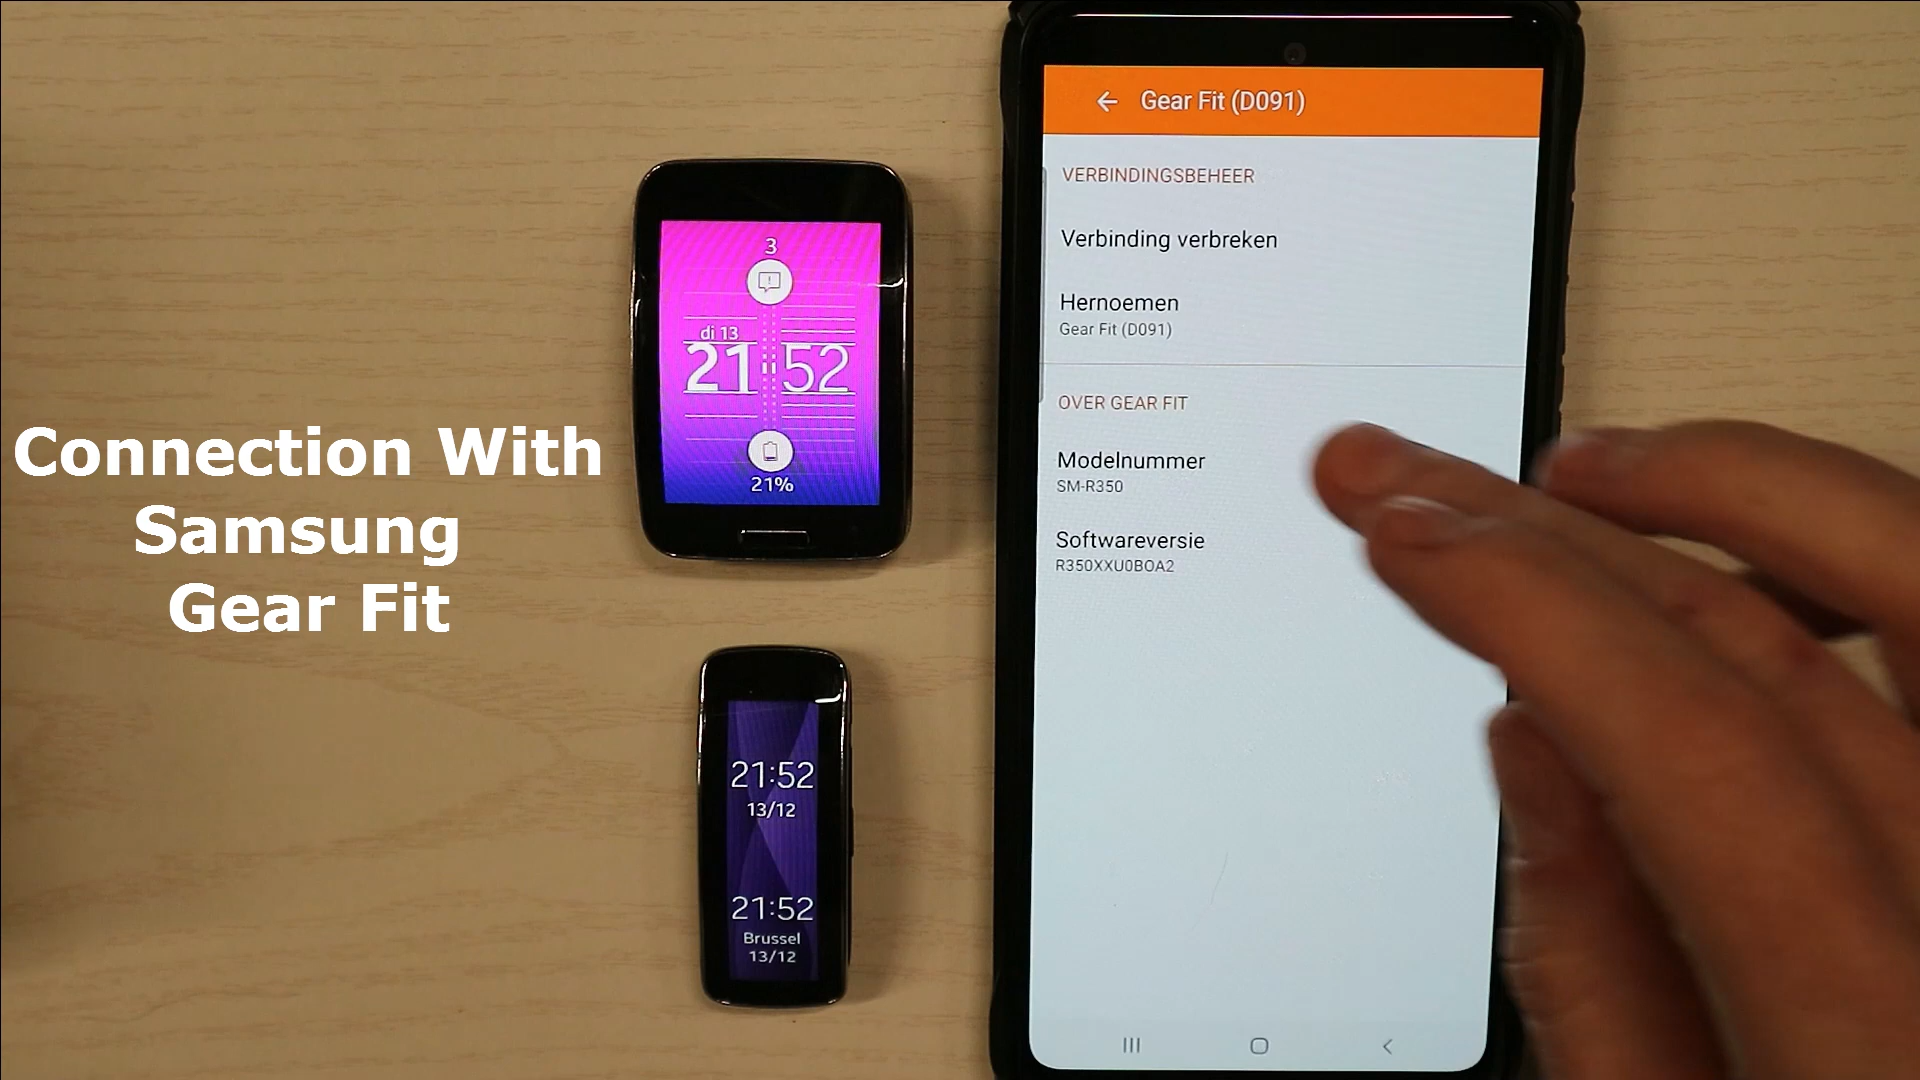 Connection With
Samsung
Gear Fit
3
di 13
21:52
21%
21:52
13/12
21:52
Brussel
13/12
Gear Fit (D091)
VERBINDINGSBEHEER
Verbinding verbreken
Hernoemen
Gear Fit (D091)
OVER GEAR FIT
Modelnummer
SM-R350
Softwareversie
R350XXU0BOA2